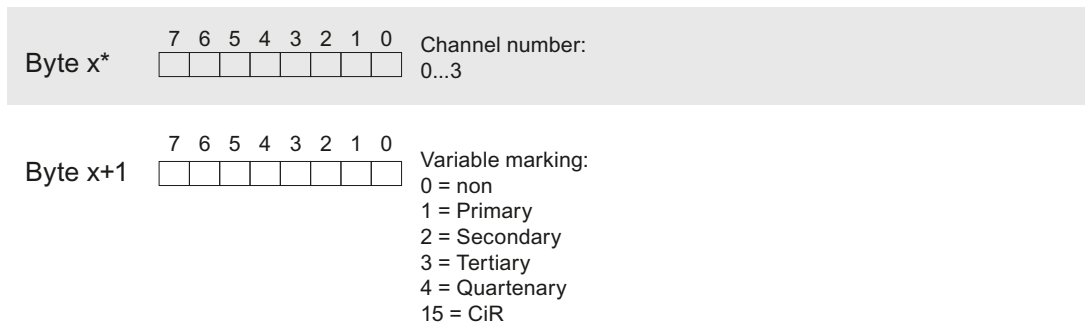 7 6 5 4 3 2 1 0
Byte x*
Channel number:
0...3
7 6 5 4 3 2 1 0
Byte x+1
Variable marking:
0 = non
1 = Primary
2 = Secondary
3 = Tertiary
4 = Quartenary
15 = CiR